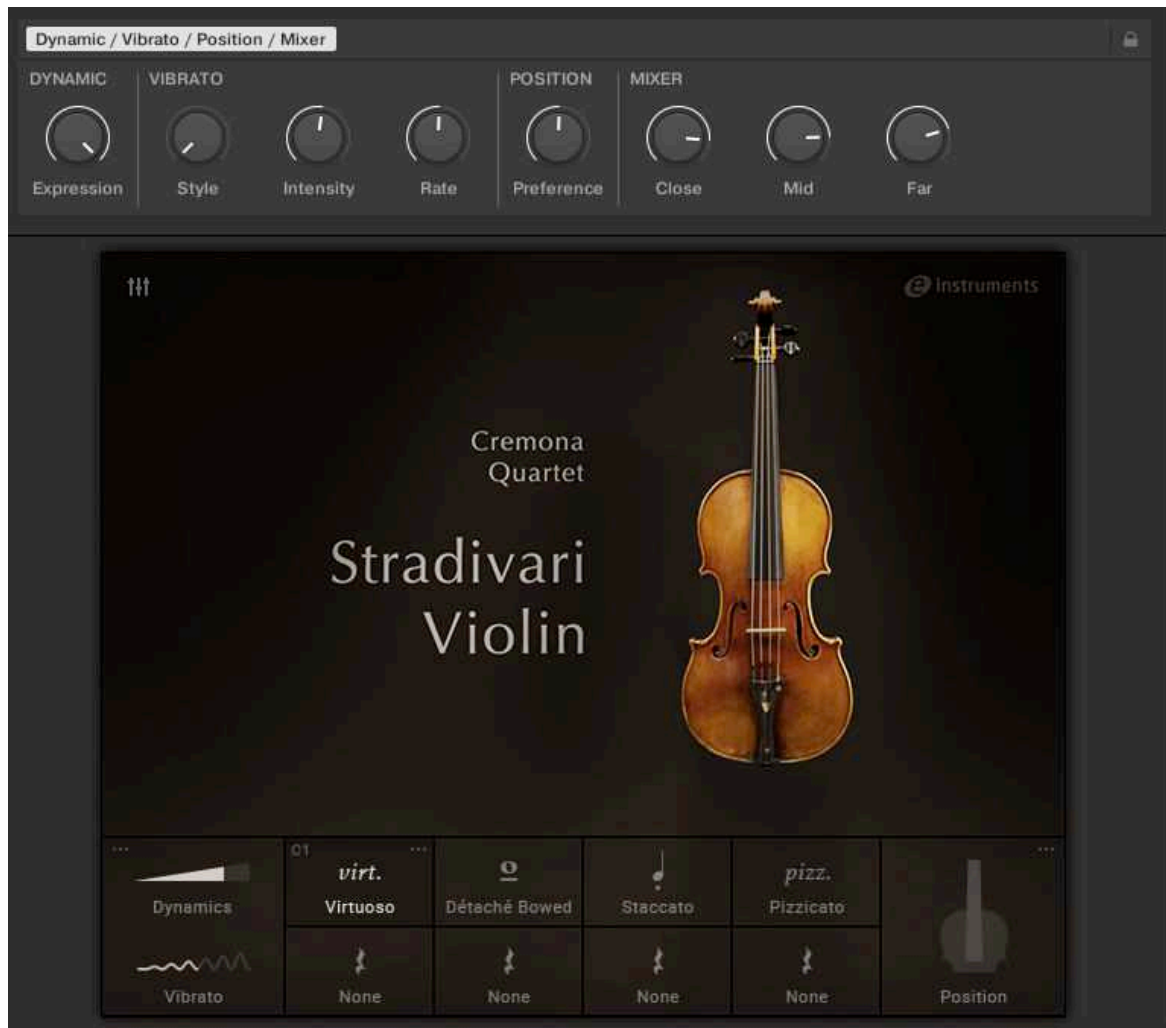 Dynamic / Vibrato / Position / Mixer
DYNAMIC VIBRATO POSITION MIXER
Expression Style Intensity Rate Preference Close Mid Far
e instruments
Cremona
Quartet
Stradivari
Violin
01
virt. pizz.
Dynamics Virtuoso Détaché Bowed Staccato Pizzicato
Vibrato None None None None Position